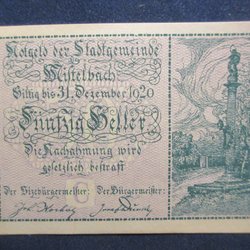 Notgeld der Stadtgemeinde
Mistelbach
Giltig bis 31. Dezember 1920
Fünfzig Heller
Die Nachahmung wird
gesetzlich bestraft
Der Vizebürgermeister: Der Bürgermeister: